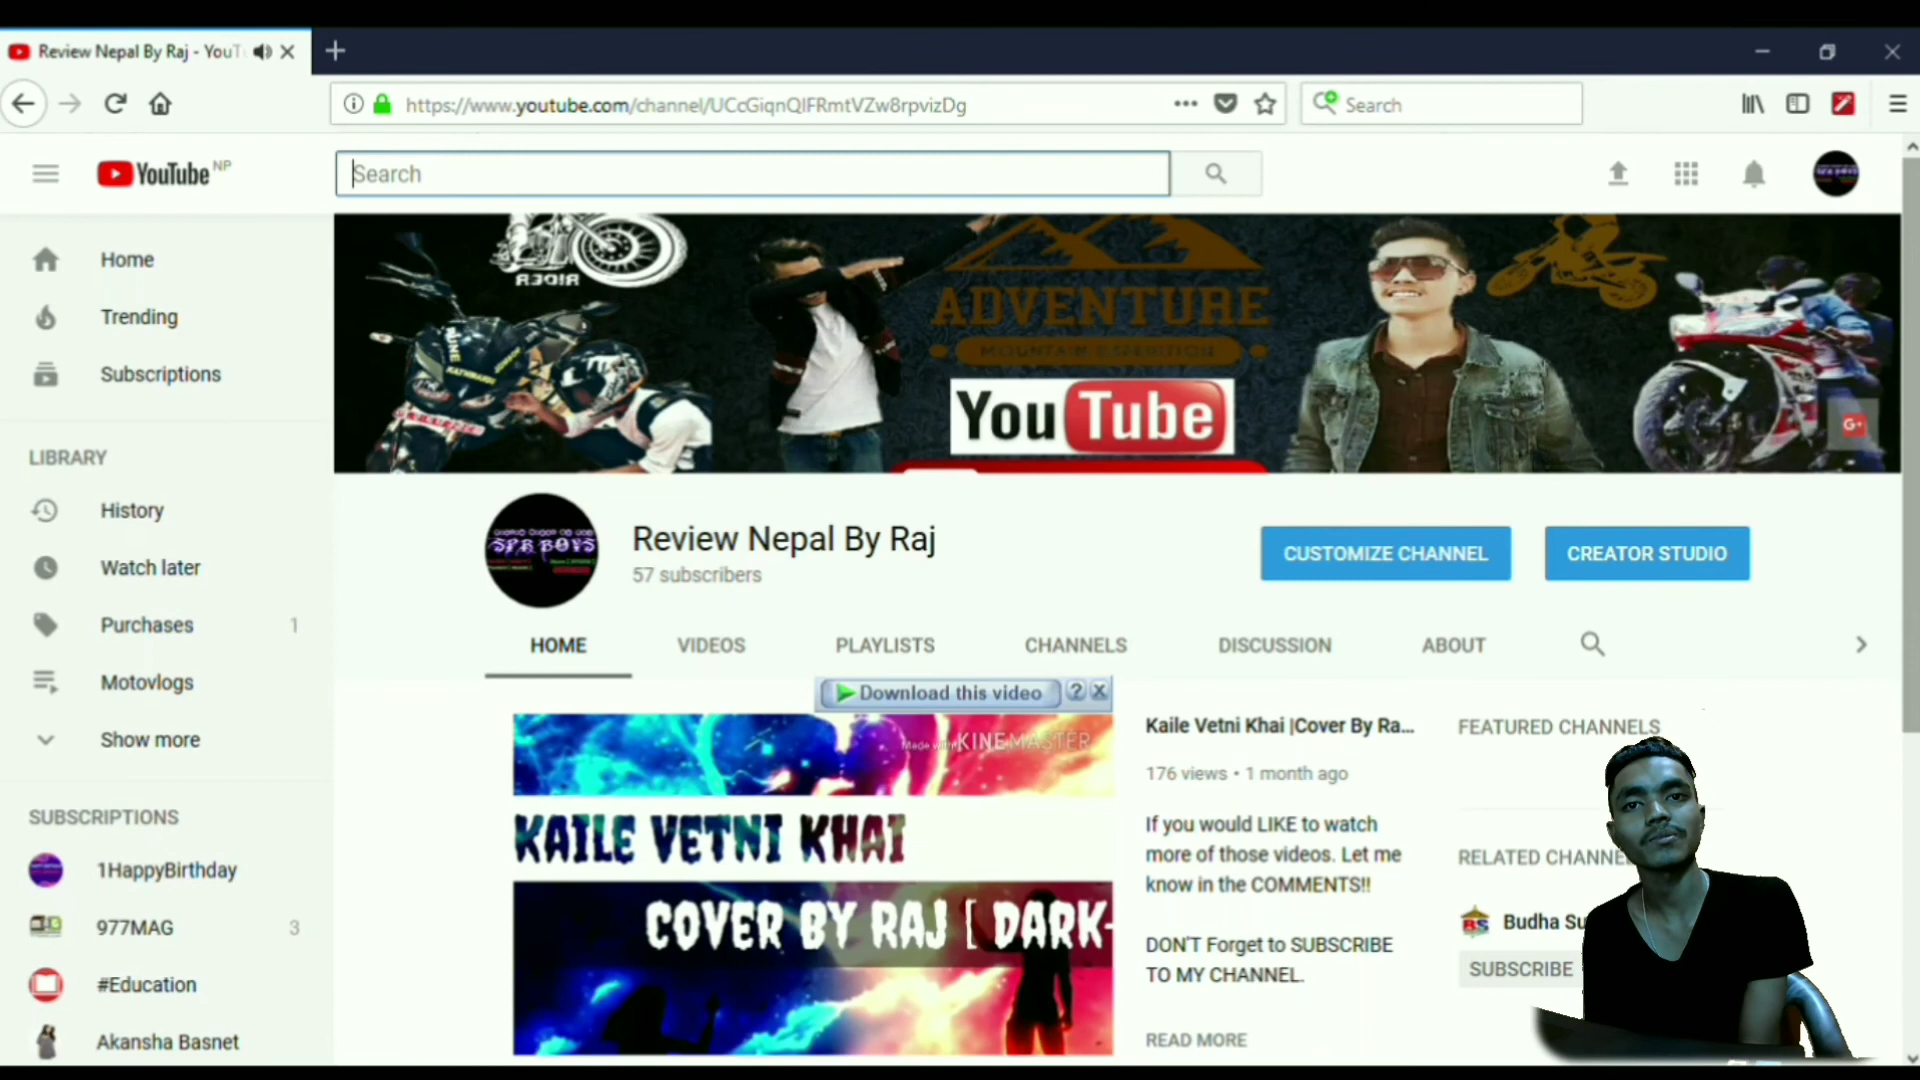 Review Nepal By Raj - YouT
https://www.youtube.com/channel/UCcGiqnQIFRmtVZw8rpvizDg
Search
YouTube NP
Search
Home
Trending
Subscriptions
LIBRARY
History
Watch later
Purchases 1
Motovlogs
Show more
SUBSCRIPTIONS
1HappyBirthday
977MAG 3
#Education
Akansha Basnet
RIDER
ADVENTURE
MOUNTAIN EXPEDITION
YouTube
G+
SPR BOYS
Review Nepal By Raj
57 subscribers
CUSTOMIZE CHANNEL
CREATOR STUDIO
HOME VIDEOS PLAYLISTS CHANNELS DISCUSSION ABOUT
Download this video ?
Made with KINEMASTER
KAILE VETNI KHAI
COVER BY RAJ [ DARK-
Kaile Vetni Khai |Cover By Ra...
176 views • 1 month ago
If you would LIKE to watch
more of those videos. Let me
know in the COMMENTS!!
DON'T Forget to SUBSCRIBE
TO MY CHANNEL.
READ MORE
FEATURED CHANNELS
RELATED CHANNE
BS
Budha Su
SUBSCRIBE